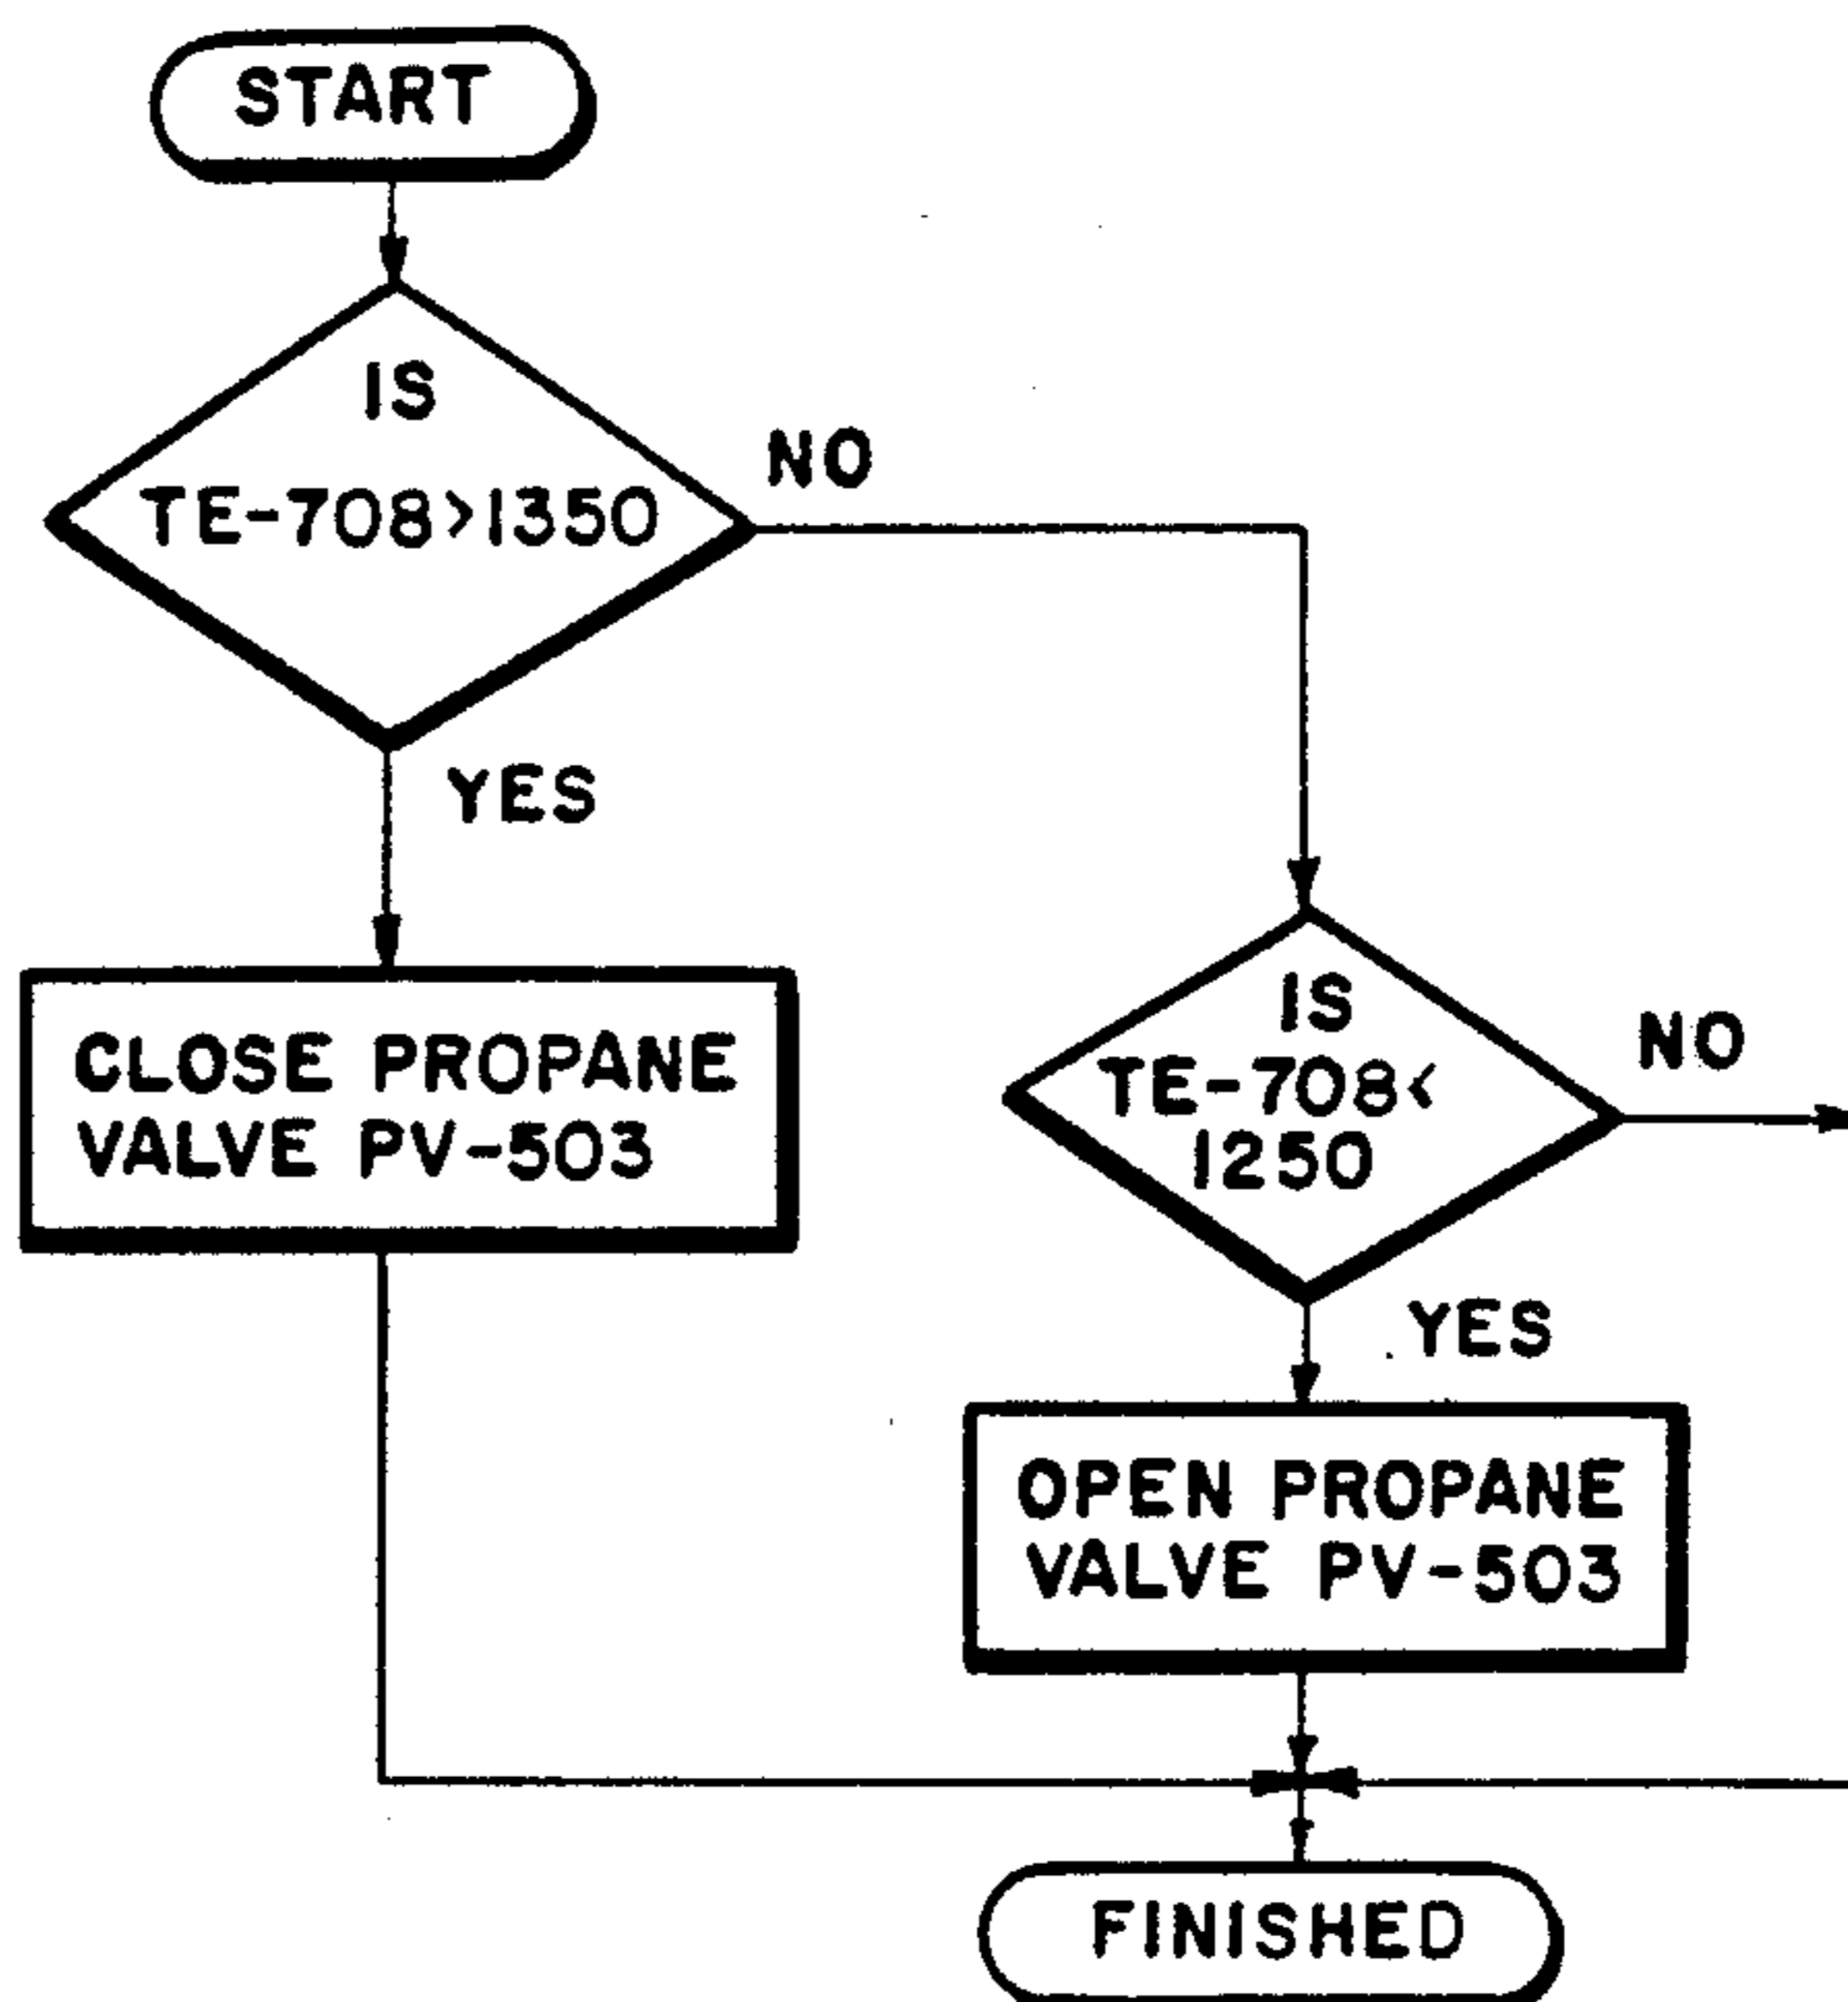 START
IS
TE-708>1350
NO
YES
CLOSE PROPANE
VALVE PV-503
IS
TE-708<
1250
NO
YES
OPEN PROPANE
VALVE PV-503
FINISHED